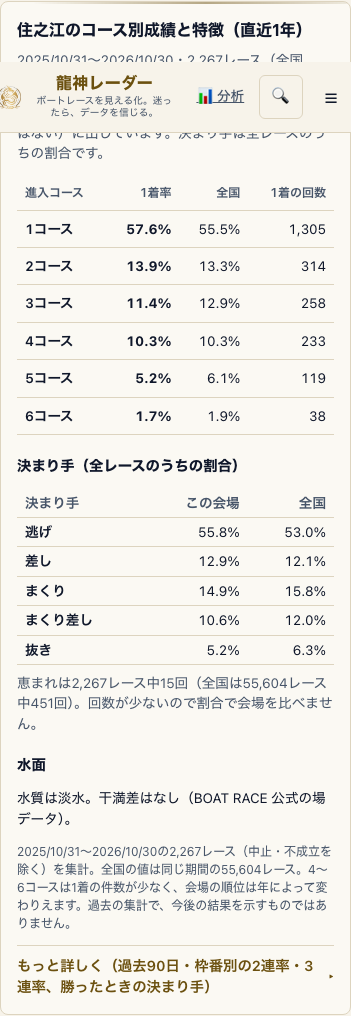 住之江のコース別成績と特徴（直近1年）
2025/10/31〜2026/10/30・2,267レース（全国
龍神レーダー
ボートレースを見える化。迷っ
たら、データを信じる。
📊 分析
🔍
≡
はない）に出しています。決まり手は全レースのう
ちの割合です。
進入コース 1着率 全国 1着の回数
1コース 57.6% 55.5% 1,305
2コース 13.9% 13.3% 314
3コース 11.4% 12.9% 258
4コース 10.3% 10.3% 233
5コース 5.2% 6.1% 119
6コース 1.7% 1.9% 38
決まり手（全レースのうちの割合）
決まり手 この会場 全国
逃げ 55.8% 53.0%
差し 12.9% 12.1%
まくり 14.9% 15.8%
まくり差し 10.6% 12.0%
抜き 5.2% 6.3%
恵まれは2,267レース中15回（全国は55,604レース
中451回）。回数が少ないので割合で会場を比べませ
ん。
水面
水質は淡水。干満差はなし（BOAT RACE 公式の場
データ）。
2025/10/31〜2026/10/30の2,267レース（中止・不成立を
除く）を集計。全国の値は同じ期間の55,604レース。4〜
6コースは1着の件数が少なく、会場の順位は年によって変
わりえます。過去の集計で、今後の結果を示すものではあ
りません。
もっと詳しく（過去90日・枠番別の2連率・3
連率、勝ったときの決まり手）